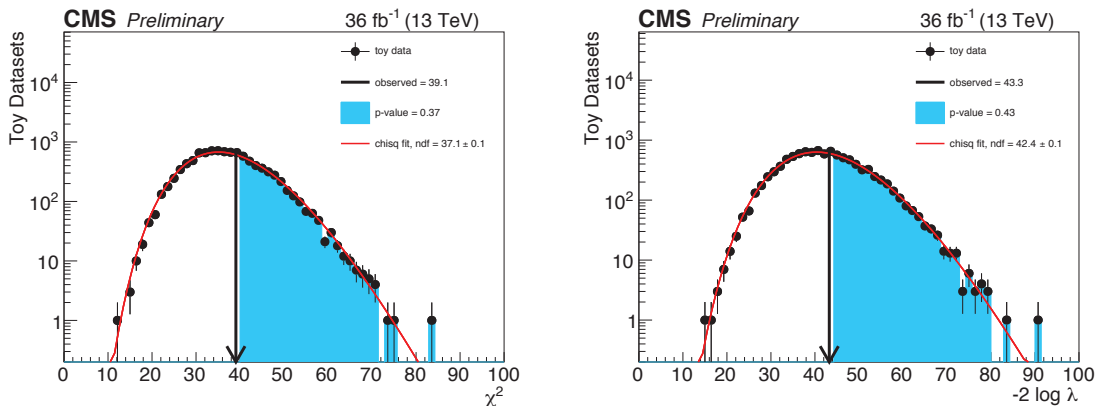 CMS Preliminary 36 fb⁻¹ (13 TeV)
Toy Datasets
toy data
observed = 39.1
p-value = 0.37
chisq fit, ndf = 37.1 ± 0.1
10⁴
10³
10²
10
1
0 10 20 30 40 50 60 70 80 90 100
χ²
CMS Preliminary 36 fb⁻¹ (13 TeV)
Toy Datasets
toy data
observed = 43.3
p-value = 0.43
chisq fit, ndf = 42.4 ± 0.1
10⁴
10³
10²
10
1
0 10 20 30 40 50 60 70 80 90 100
-2 log λ